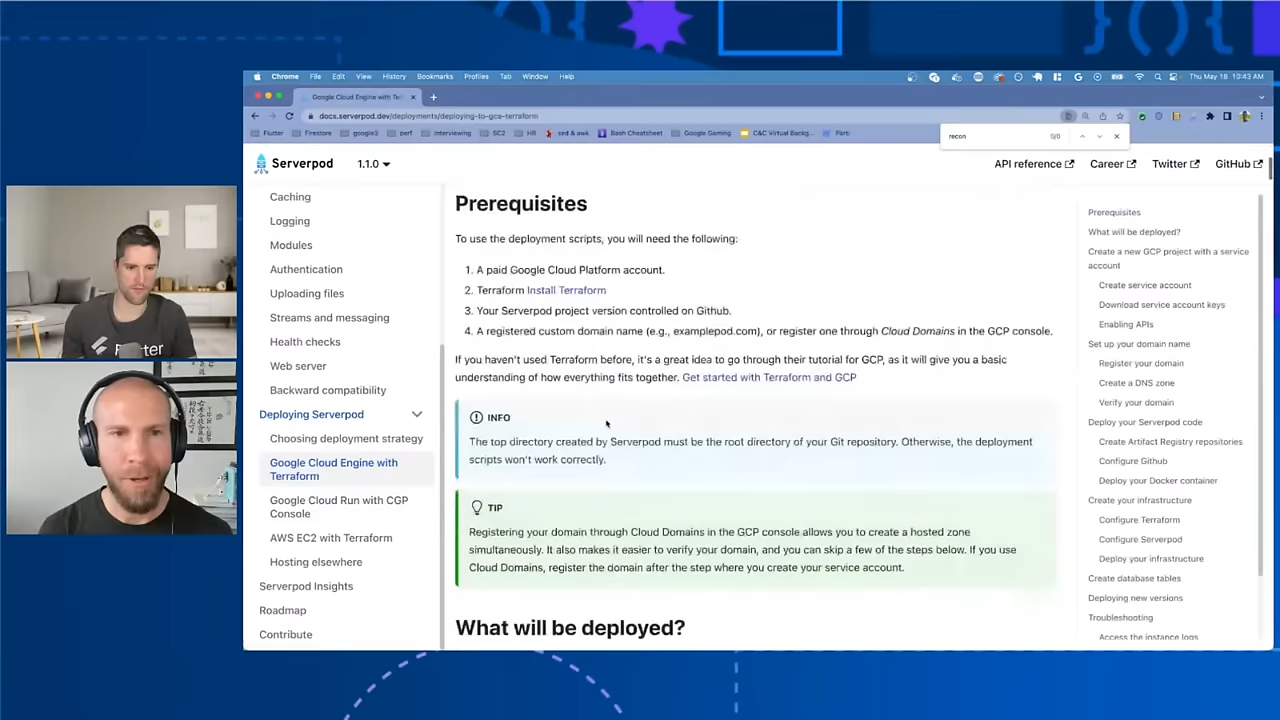 Chrome File Edit View History Bookmarks Profiles Tab Window Help
Thu May 18 10:43 AM
Google Cloud Engine with Ter
docs.serverpod.dev/deployments/deploying-to-gce-terraform
Flutter Firestore google3 perf interviewing SC2 HR sed & awk Bash Cheatsheet Google Gaming C&C Virtual Backg... Parti
recon 0/0
Serverpod 1.1.0
API reference Career Twitter GitHub
Caching
Logging
Modules
Authentication
Uploading files
Streams and messaging
Health checks
Web server
Backward compatibility
Deploying Serverpod
Choosing deployment strategy
Google Cloud Engine with
Terraform
Google Cloud Run with CGP
Console
AWS EC2 with Terraform
Hosting elsewhere
Serverpod Insights
Roadmap
Contribute
Prerequisites
To use the deployment scripts, you will need the following:
1. A paid Google Cloud Platform account.
2. Terraform Install Terraform
3. Your Serverpod project version controlled on Github.
4. A registered custom domain name (e.g., examplepod.com), or register one through Cloud Domains in the GCP console.
If you haven't used Terraform before, it's a great idea to go through their tutorial for GCP, as it will give you a basic
understanding of how everything fits together. Get started with Terraform and GCP
INFO
The top directory created by Serverpod must be the root directory of your Git repository. Otherwise, the deployment
scripts won't work correctly.
TIP
Registering your domain through Cloud Domains in the GCP console allows you to create a hosted zone
simultaneously. It also makes it easier to verify your domain, and you can skip a few of the steps below. If you use
Cloud Domains, register the domain after the step where you create your service account.
What will be deployed?
Prerequisites
What will be deployed?
Create a new GCP project with a service
account
Create service account
Download service account keys
Enabling APIs
Set up your domain name
Register your domain
Create a DNS zone
Verify your domain
Deploy your Serverpod code
Create Artifact Registry repositories
Configure Github
Deploy your Docker container
Create your infrastructure
Configure Terraform
Configure Serverpod
Deploy your infrastructure
Create database tables
Deploying new versions
Troubleshooting
Access the instance logs